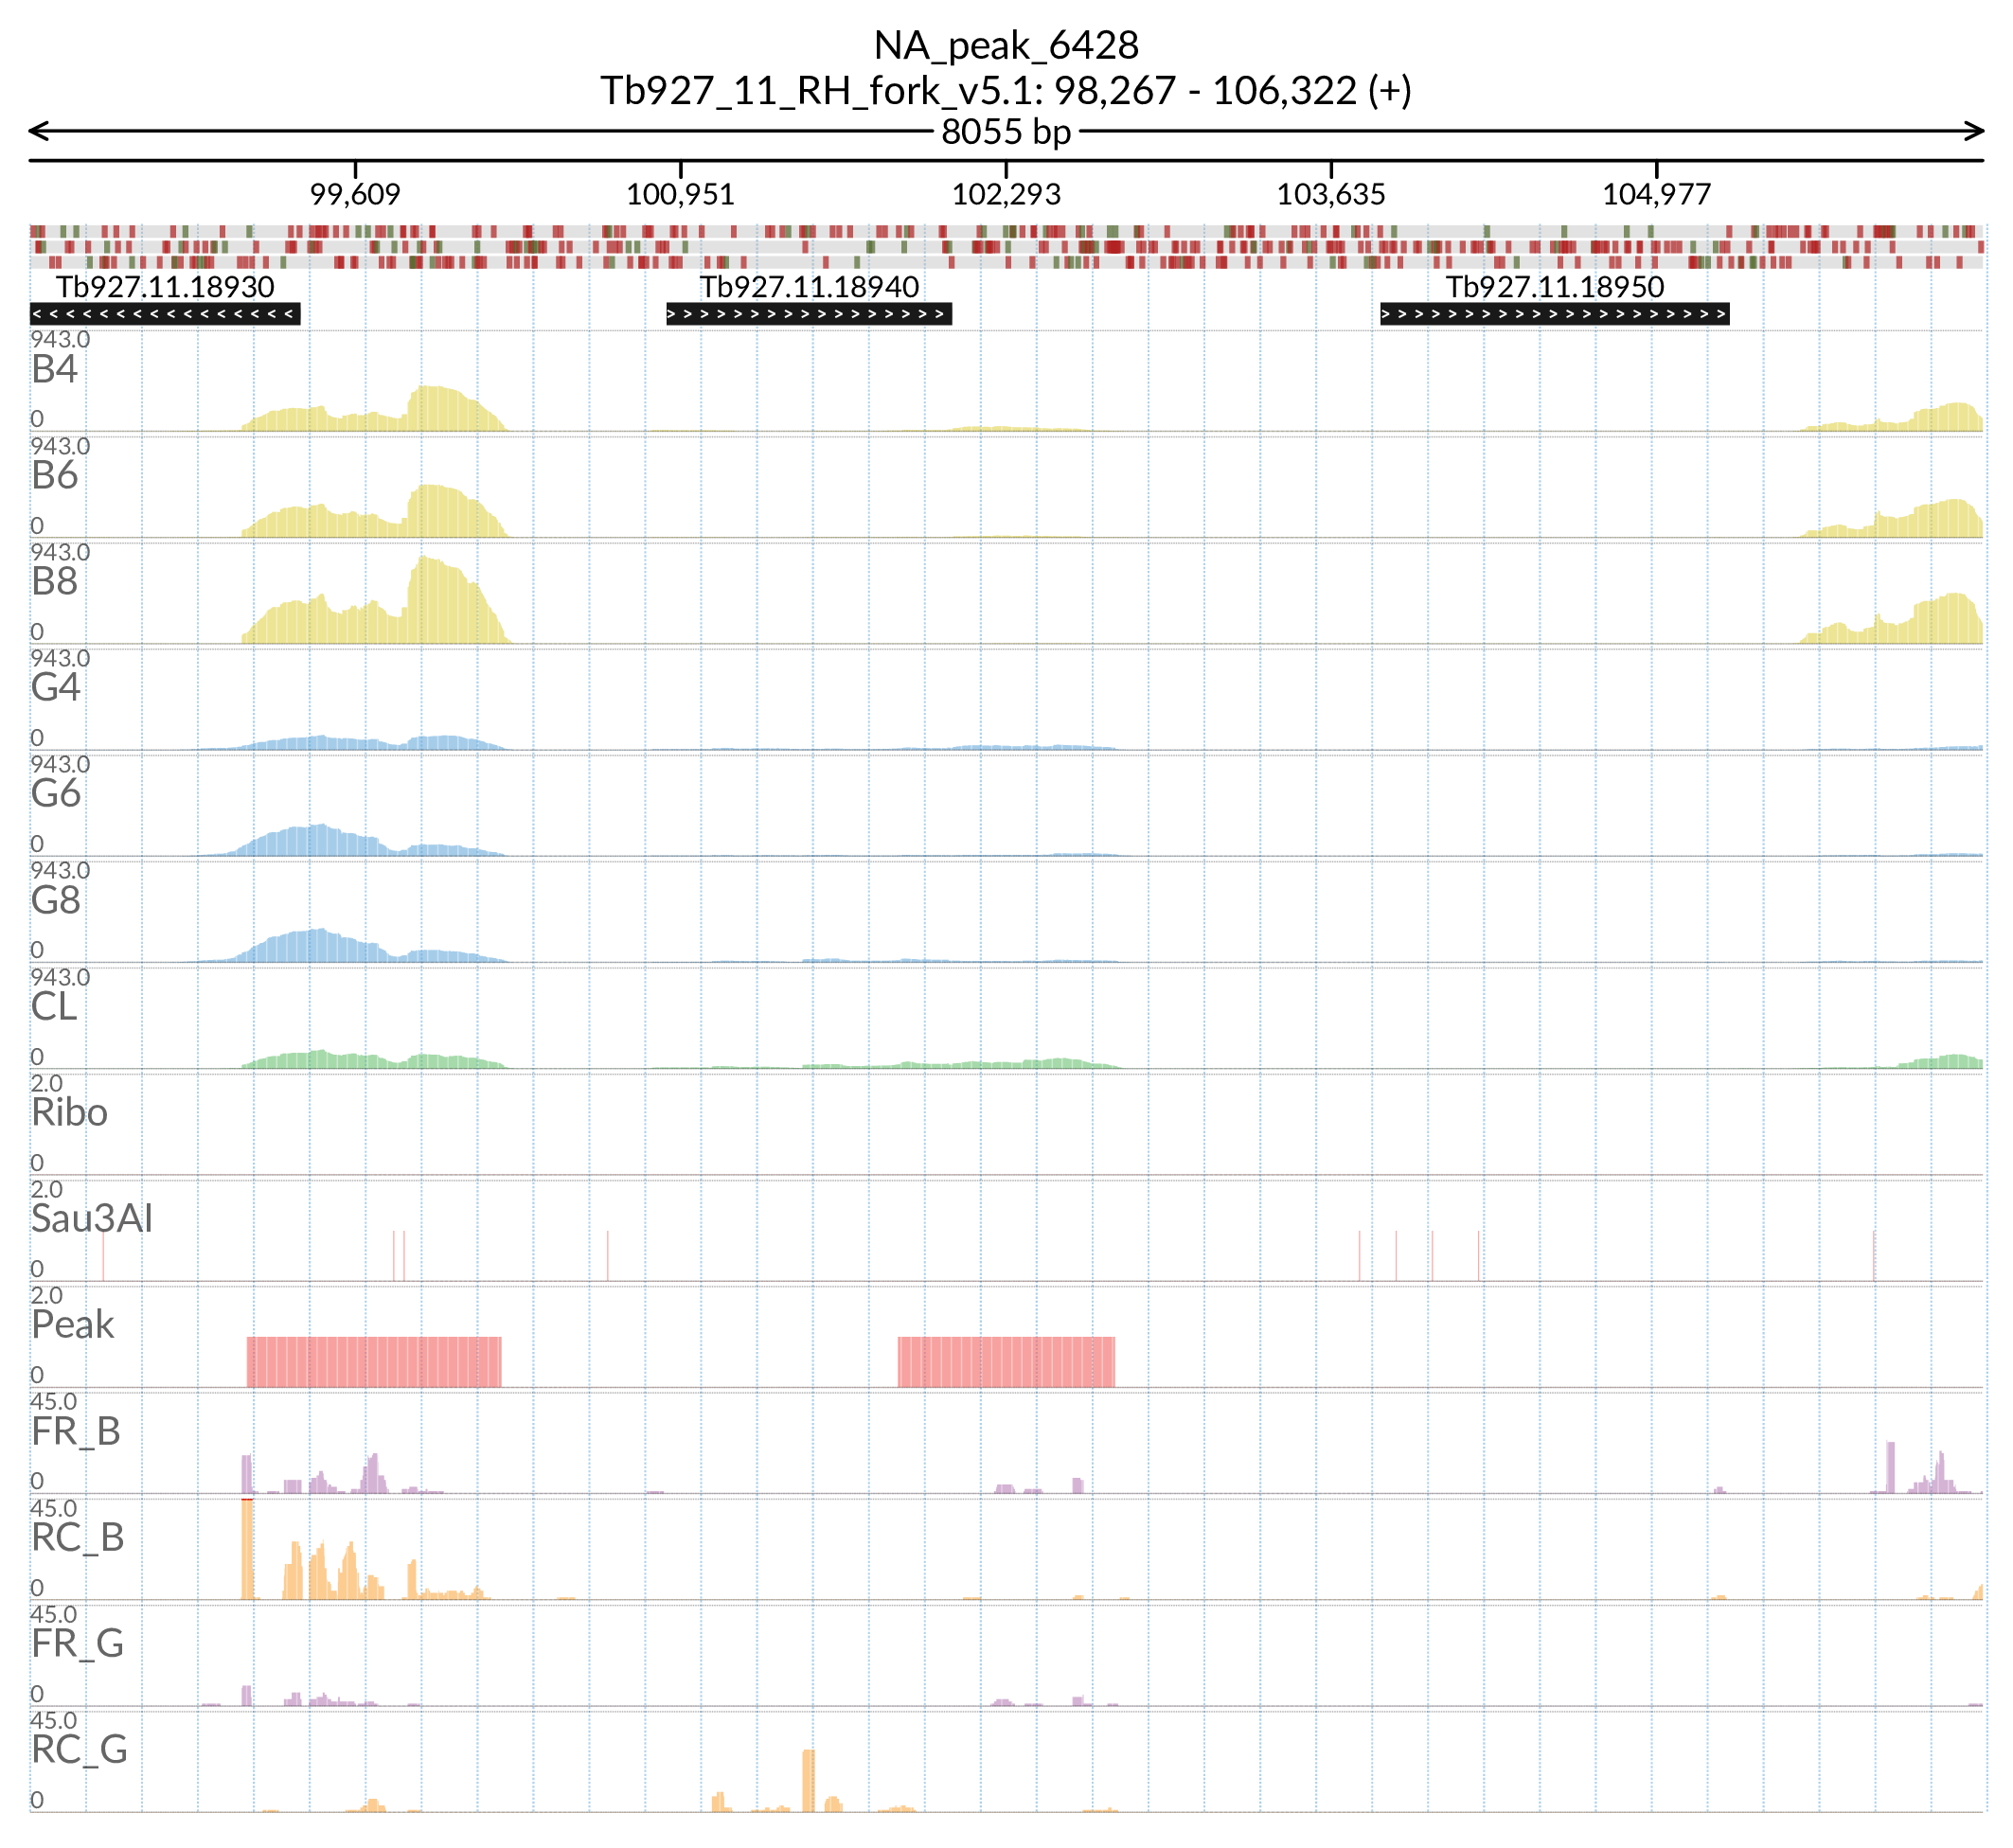 NA_peak_6428
Tb927_11_RH_fork_v5.1: 98,267 - 106,322 (+)
8055 bp
99,609 100,951 102,293 103,635 104,977
Tb927.11.18930 Tb927.11.18940 Tb927.11.18950
943.0
B4
0
943.0
B6
0
943.0
B8
0
943.0
G4
0
943.0
G6
0
943.0
G8
0
943.0
CL
0
2.0
Ribo
0
2.0
Sau3AI
0
2.0
Peak
0
45.0
FR_B
0
45.0
RC_B
0
45.0
FR_G
0
45.0
RC_G
0